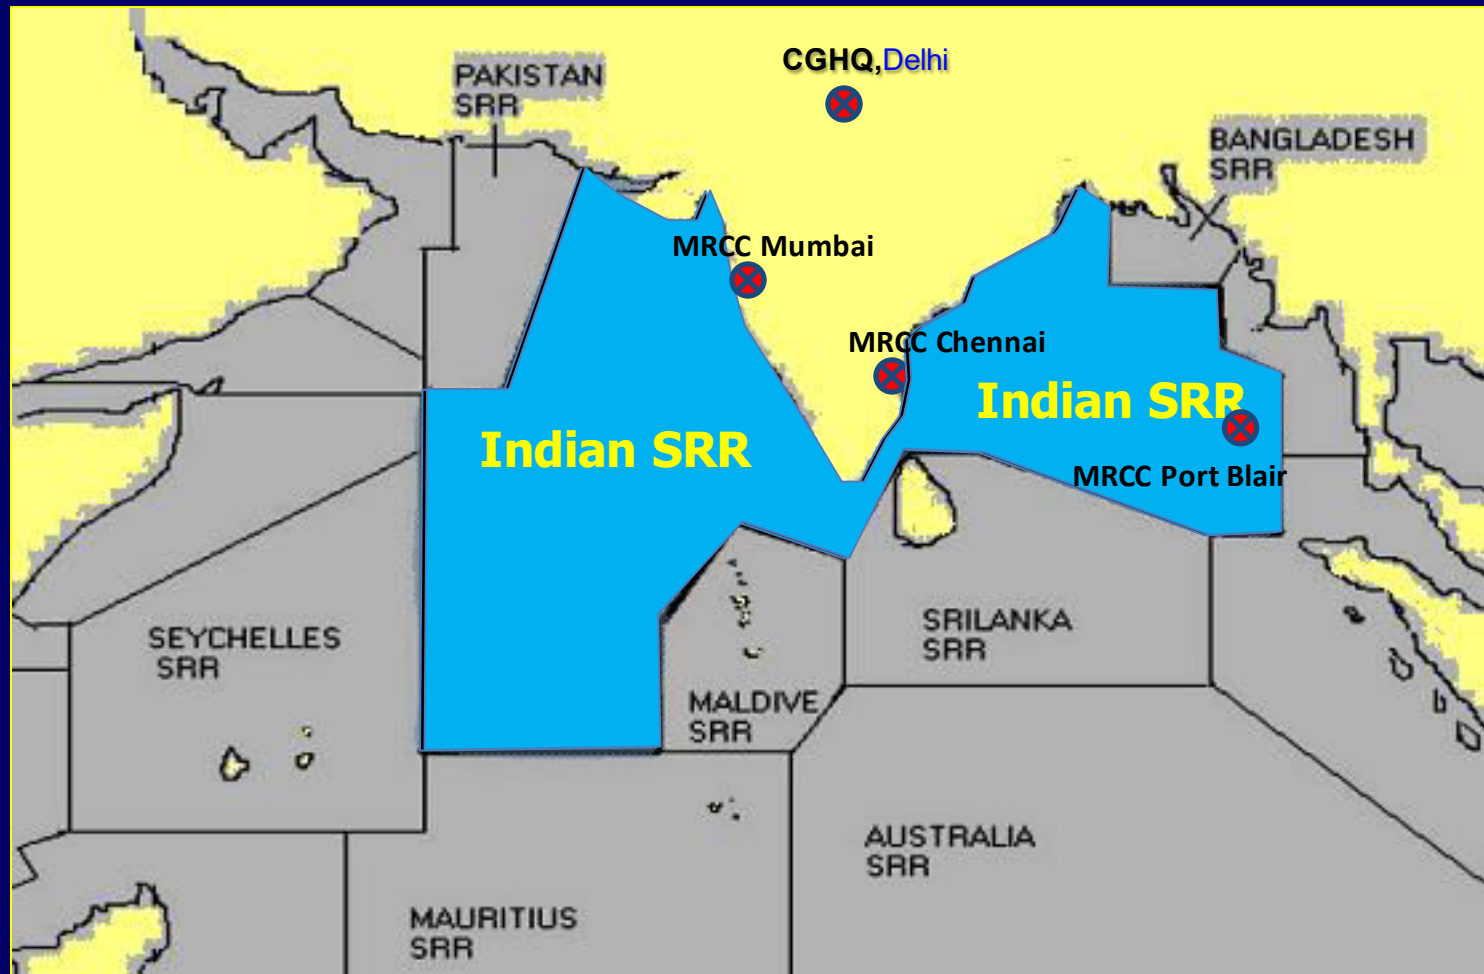 CGHQ,Delhi
PAKISTAN
SRR
BANGLADESH
SRR
MRCC Mumbai
MRCC Chennai
Indian SRR
Indian SRR
MRCC Port Blair
SEYCHELLES
SRR
SRILANKA
SRR
MALDIVE
SRR
AUSTRALIA
SRR
MAURITIUS
SRR